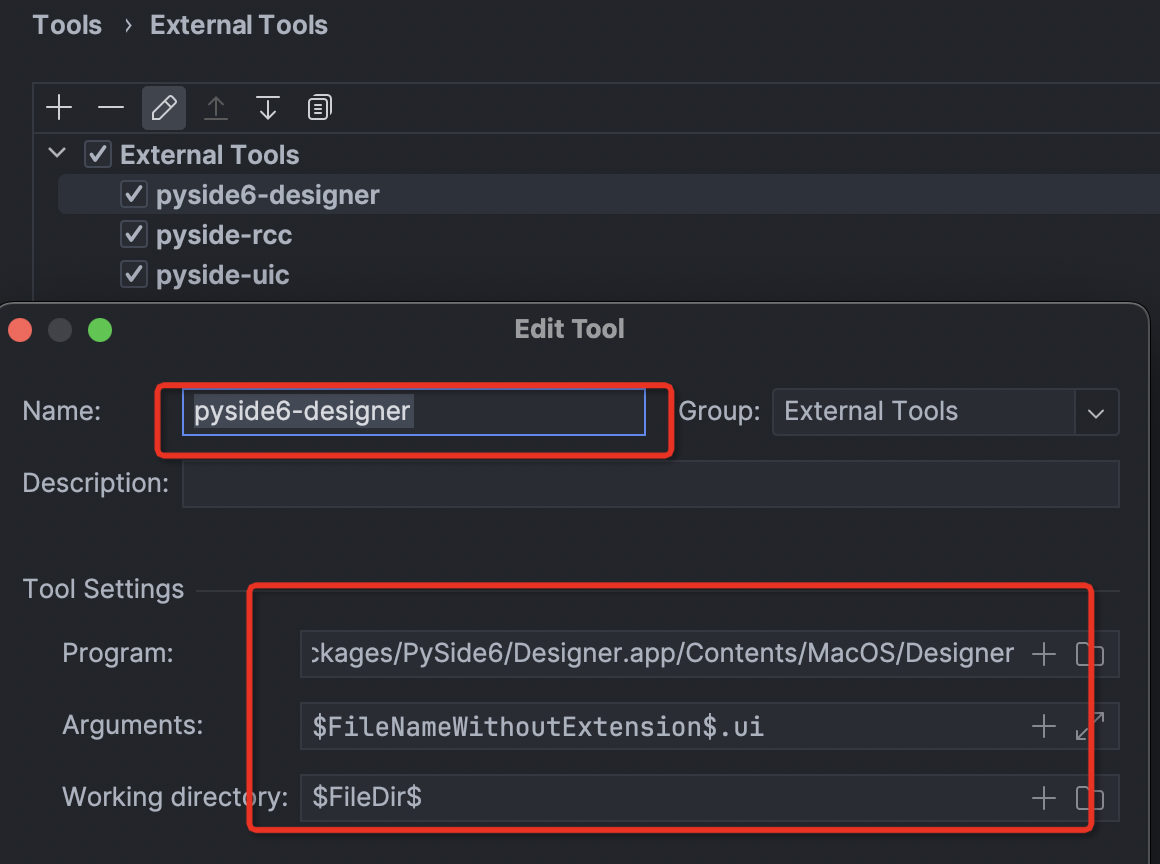 Tools › External Tools
External Tools
pyside6-designer
pyside-rcc
pyside-uic
Edit Tool
Name: pyside6-designer Group: External Tools
Description:
Tool Settings
Program: ckages/PySide6/Designer.app/Contents/MacOS/Designer
Arguments: $FileNameWithoutExtension$.ui
Working directory: $FileDir$